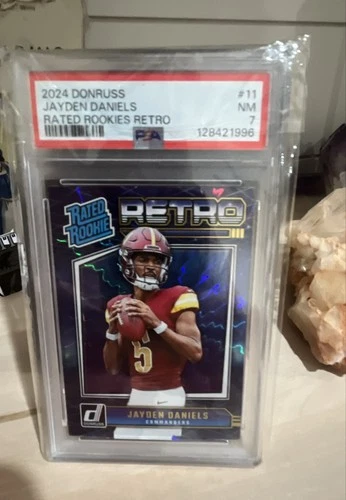 2024 DONRUSS #11
JAYDEN DANIELS NM
RATED ROOKIES RETRO 7
PSA 128421996
RATED
ROOKIE
RETRO
5
d
DONRUSS
JAYDEN DANIELS
COMMANDERS